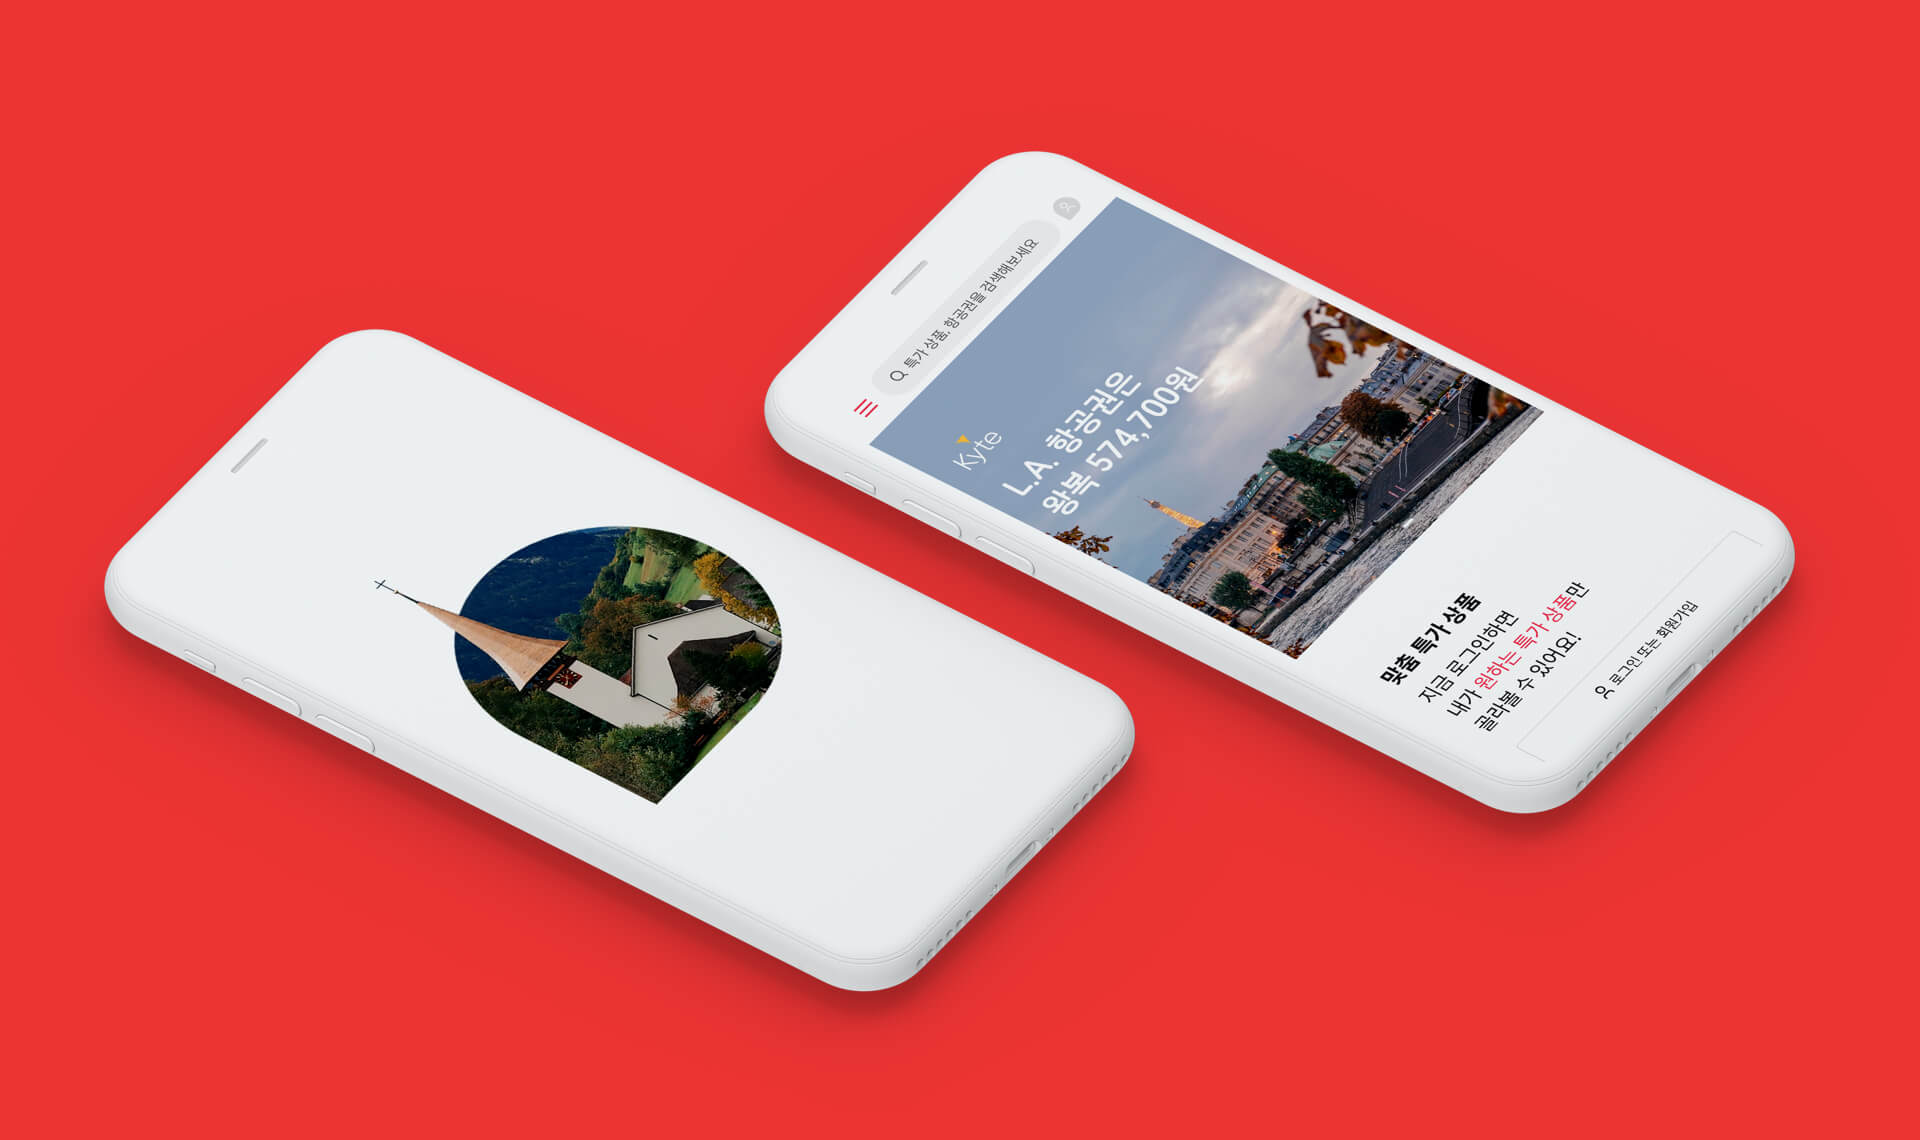 특가 상품, 항공권을 검색해보세요
Kyte
L.A. 항공권은
왕복 574,700원
맞춤 특가 상품
지금 로그인하면
내가 원하는 특가 상품만
골라볼 수 있어요!
로그인 또는 회원가입